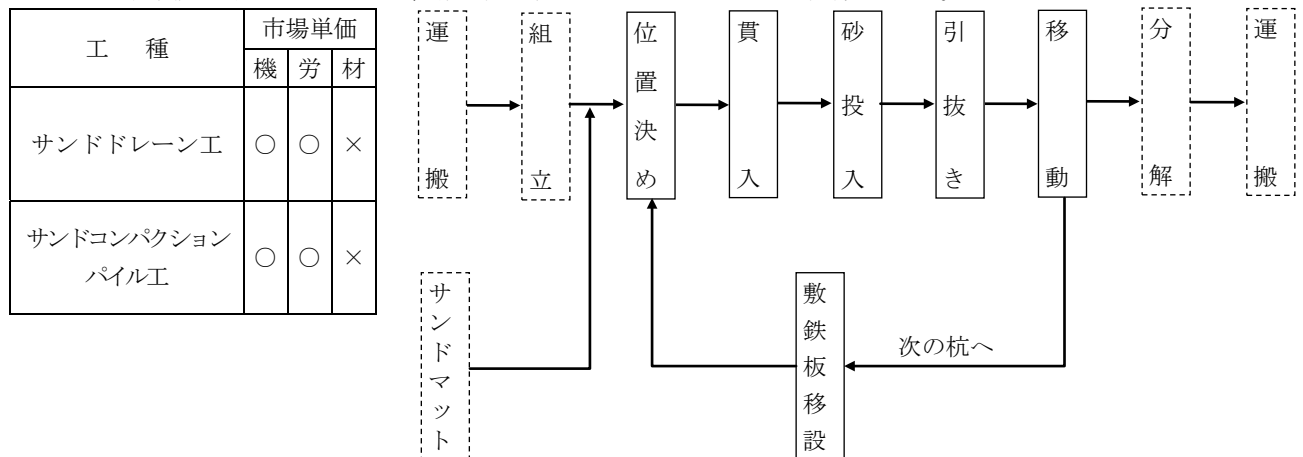 工 種
市場単価
機 労 材
サンドドレーン工 ○ ○ ×
サンドコンパクション
パイル工 ○ ○ ×
運搬
組立
位置決め
貫入
砂投入
引抜き
移動
分解
運搬
サンドマット
敷鉄板移設
次の杭へ